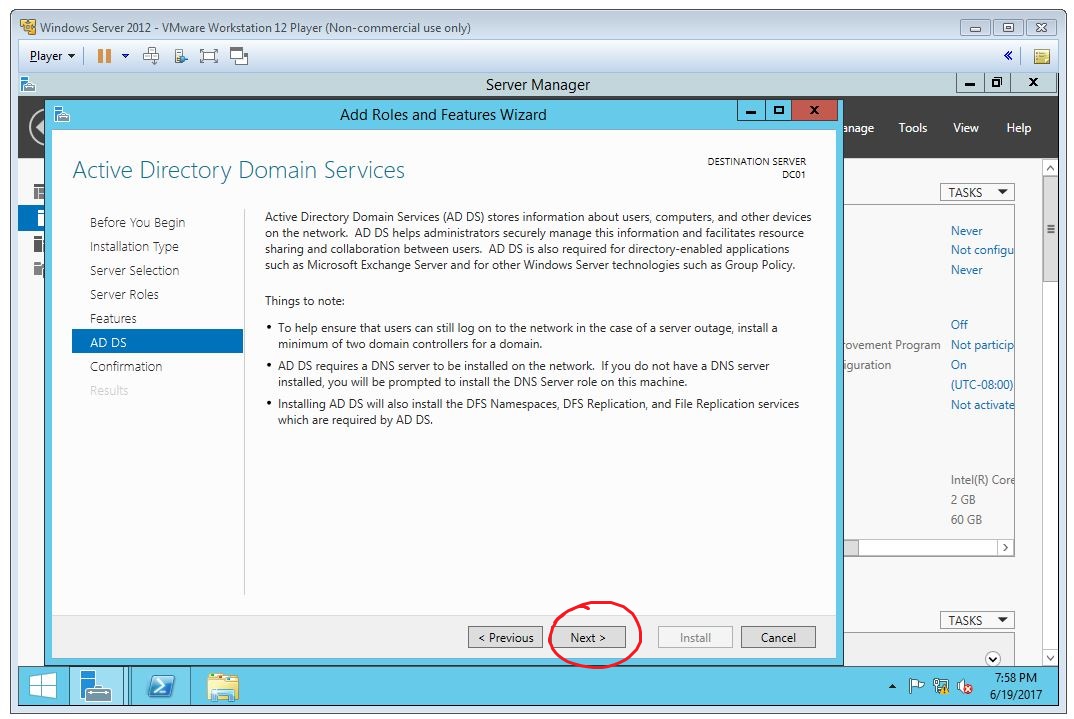 Windows Server 2012 - VMware Workstation 12 Player (Non-commercial use only)
Player
Server Manager
Add Roles and Features Wizard
anage Tools View Help
Active Directory Domain Services
DESTINATION SERVER
DC01
TASKS
Before You Begin
Installation Type
Server Selection
Server Roles
Features
AD DS
Confirmation
Results
Active Directory Domain Services (AD DS) stores information about users, computers, and other devices
on the network. AD DS helps administrators securely manage this information and facilitates resource
sharing and collaboration between users. AD DS is also required for directory-enabled applications
such as Microsoft Exchange Server and for other Windows Server technologies such as Group Policy.
Things to note:
• To help ensure that users can still log on to the network in the case of a server outage, install a
minimum of two domain controllers for a domain.
• AD DS requires a DNS server to be installed on the network. If you do not have a DNS server
installed, you will be prompted to install the DNS Server role on this machine.
• Installing AD DS will also install the DFS Namespaces, DFS Replication, and File Replication services
which are required by AD DS.
Never
Not configu
Never
Off
rovement Program Not particip
iguration On
(UTC-08:00)
Not activate
Intel(R) Core
2 GB
60 GB
< Previous Next > Install Cancel
TASKS
7:58 PM
6/19/2017